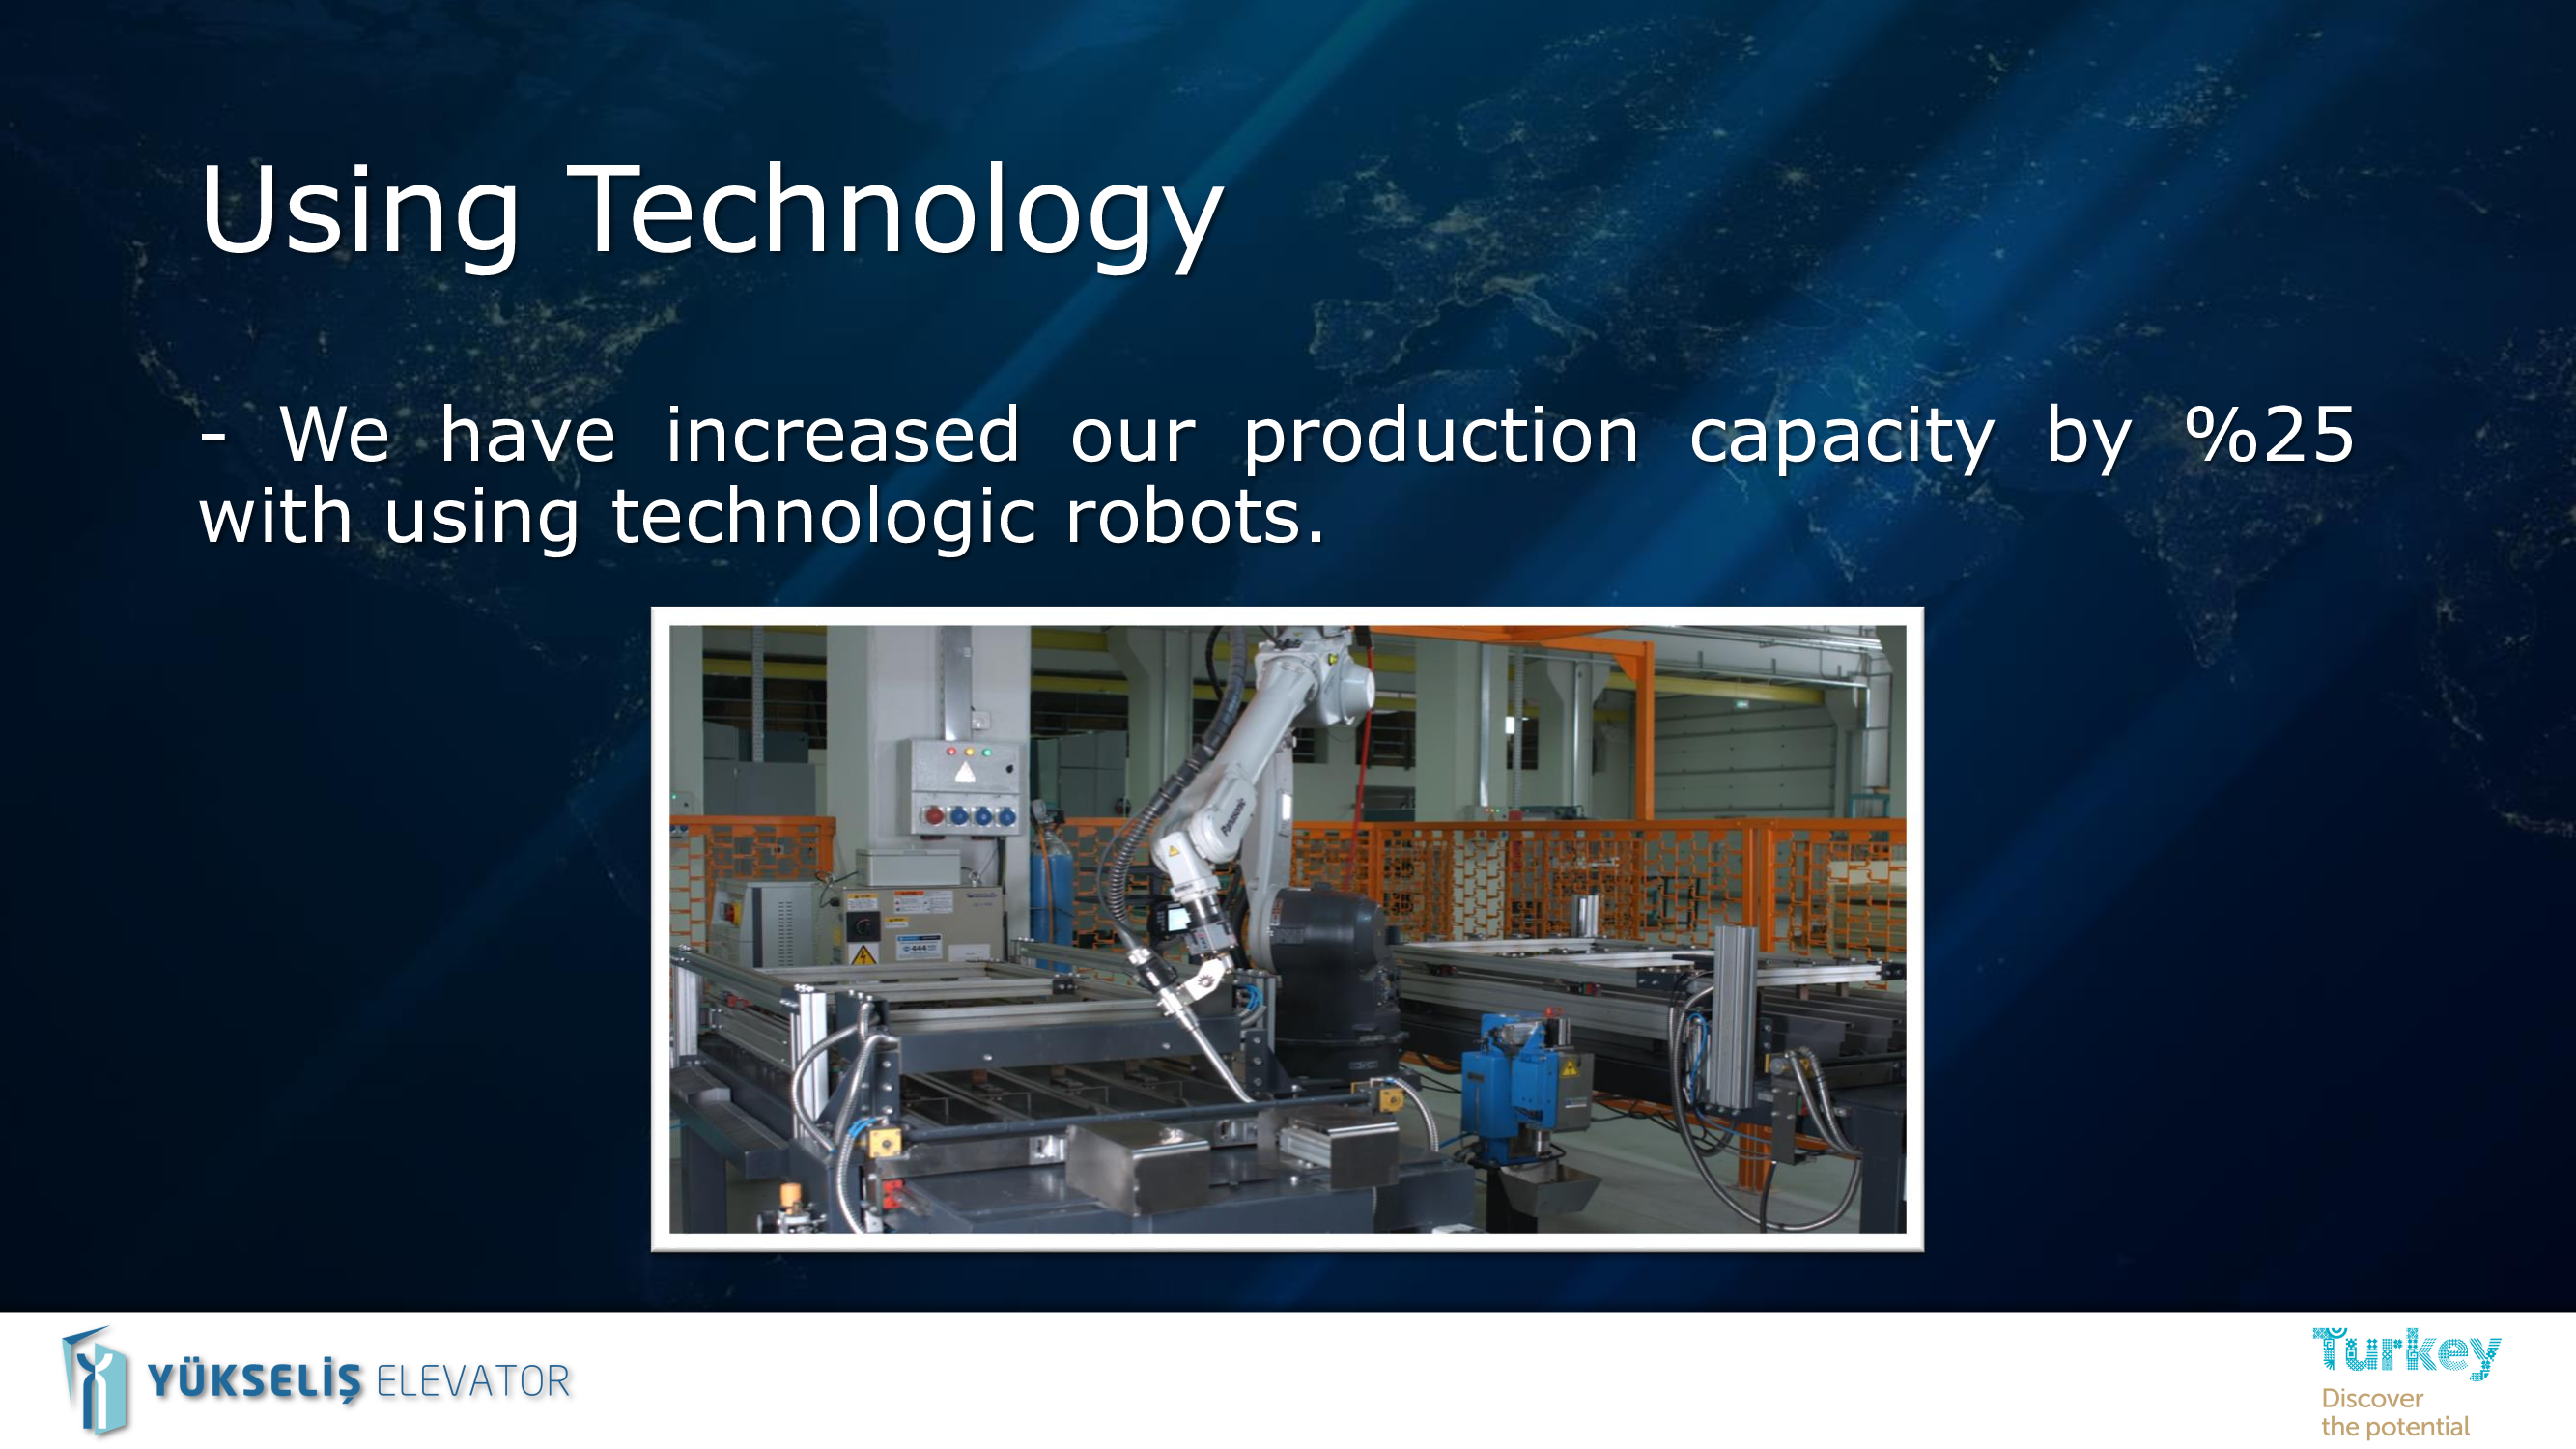 Using Technology
- We have increased our production capacity by %25
with using technologic robots.
Panasonic
YÜKSELİŞ ELEVATOR
Turkey
Discover
the potential